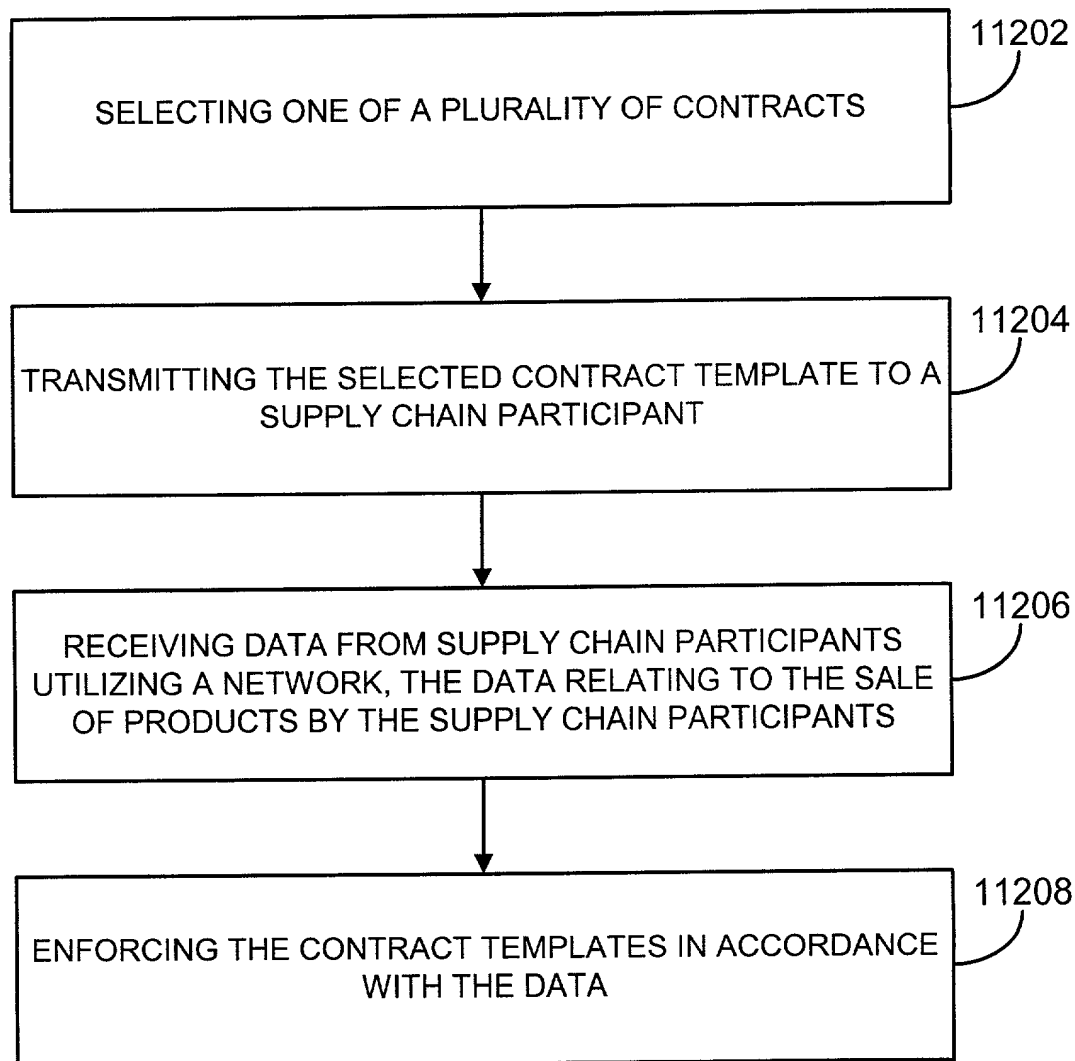 11202
SELECTING ONE OF A PLURALITY OF CONTRACTS
11204
TRANSMITTING THE SELECTED CONTRACT TEMPLATE TO A
SUPPLY CHAIN PARTICIPANT
11206
RECEIVING DATA FROM SUPPLY CHAIN PARTICIPANTS
UTILIZING A NETWORK, THE DATA RELATING TO THE SALE
OF PRODUCTS BY THE SUPPLY CHAIN PARTICIPANTS
11208
ENFORCING THE CONTRACT TEMPLATES IN ACCORDANCE
WITH THE DATA